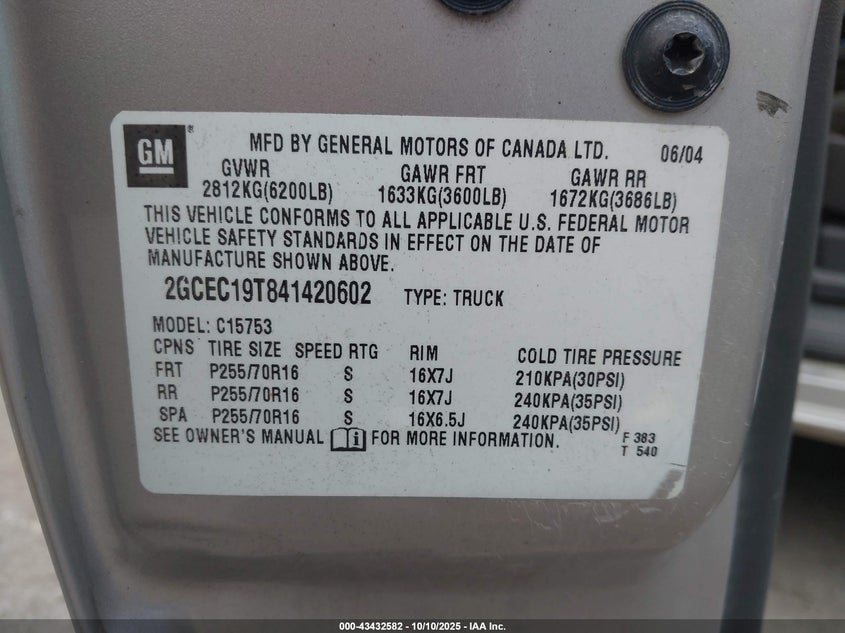 GM ®
MFD BY GENERAL MOTORS OF CANADA LTD. 06/04
GVWR GAWR FRT GAWR RR
2812KG(6200LB) 1633KG(3600LB) 1672KG(3686LB)
THIS VEHICLE CONFORMS TO ALL APPLICABLE U.S. FEDERAL MOTOR
VEHICLE SAFETY STANDARDS IN EFFECT ON THE DATE OF
MANUFACTURE SHOWN ABOVE.
2GCEC19T841420602 TYPE: TRUCK
MODEL: C15753
CPNS TIRE SIZE SPEED RTG RIM COLD TIRE PRESSURE
FRT P255/70R16 S 16X7J 210KPA(30PSI)
RR P255/70R16 S 16X7J 240KPA(35PSI)
SPA P255/70R16 S 16X6.5J 240KPA(35PSI)
SEE OWNER'S MANUAL FOR MORE INFORMATION. F 383
T 540
000-43432582 - 10/10/2025 - IAA Inc.